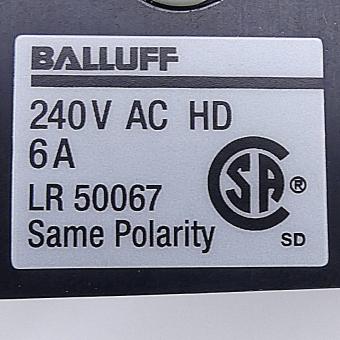 BALLUFF
240V AC HD
6A
LR 50067
Same Polarity
SA ®
SD